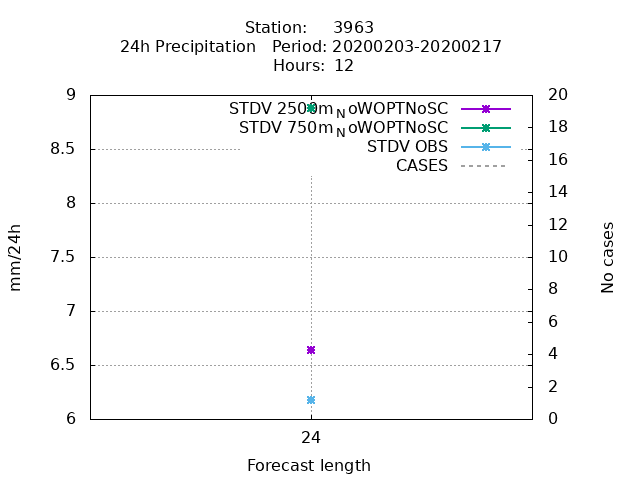 Station: 3963
24h Precipitation Period: 20200203-20200217
Hours: 12
STDV 2500m_NoWOPTNoSC
STDV 750m_NoWOPTNoSC
STDV OBS
CASES
9
8.5
8
7.5
7
6.5
6
20
18
16
14
12
10
8
6
4
2
0
mm/24h
No cases
24
Forecast length